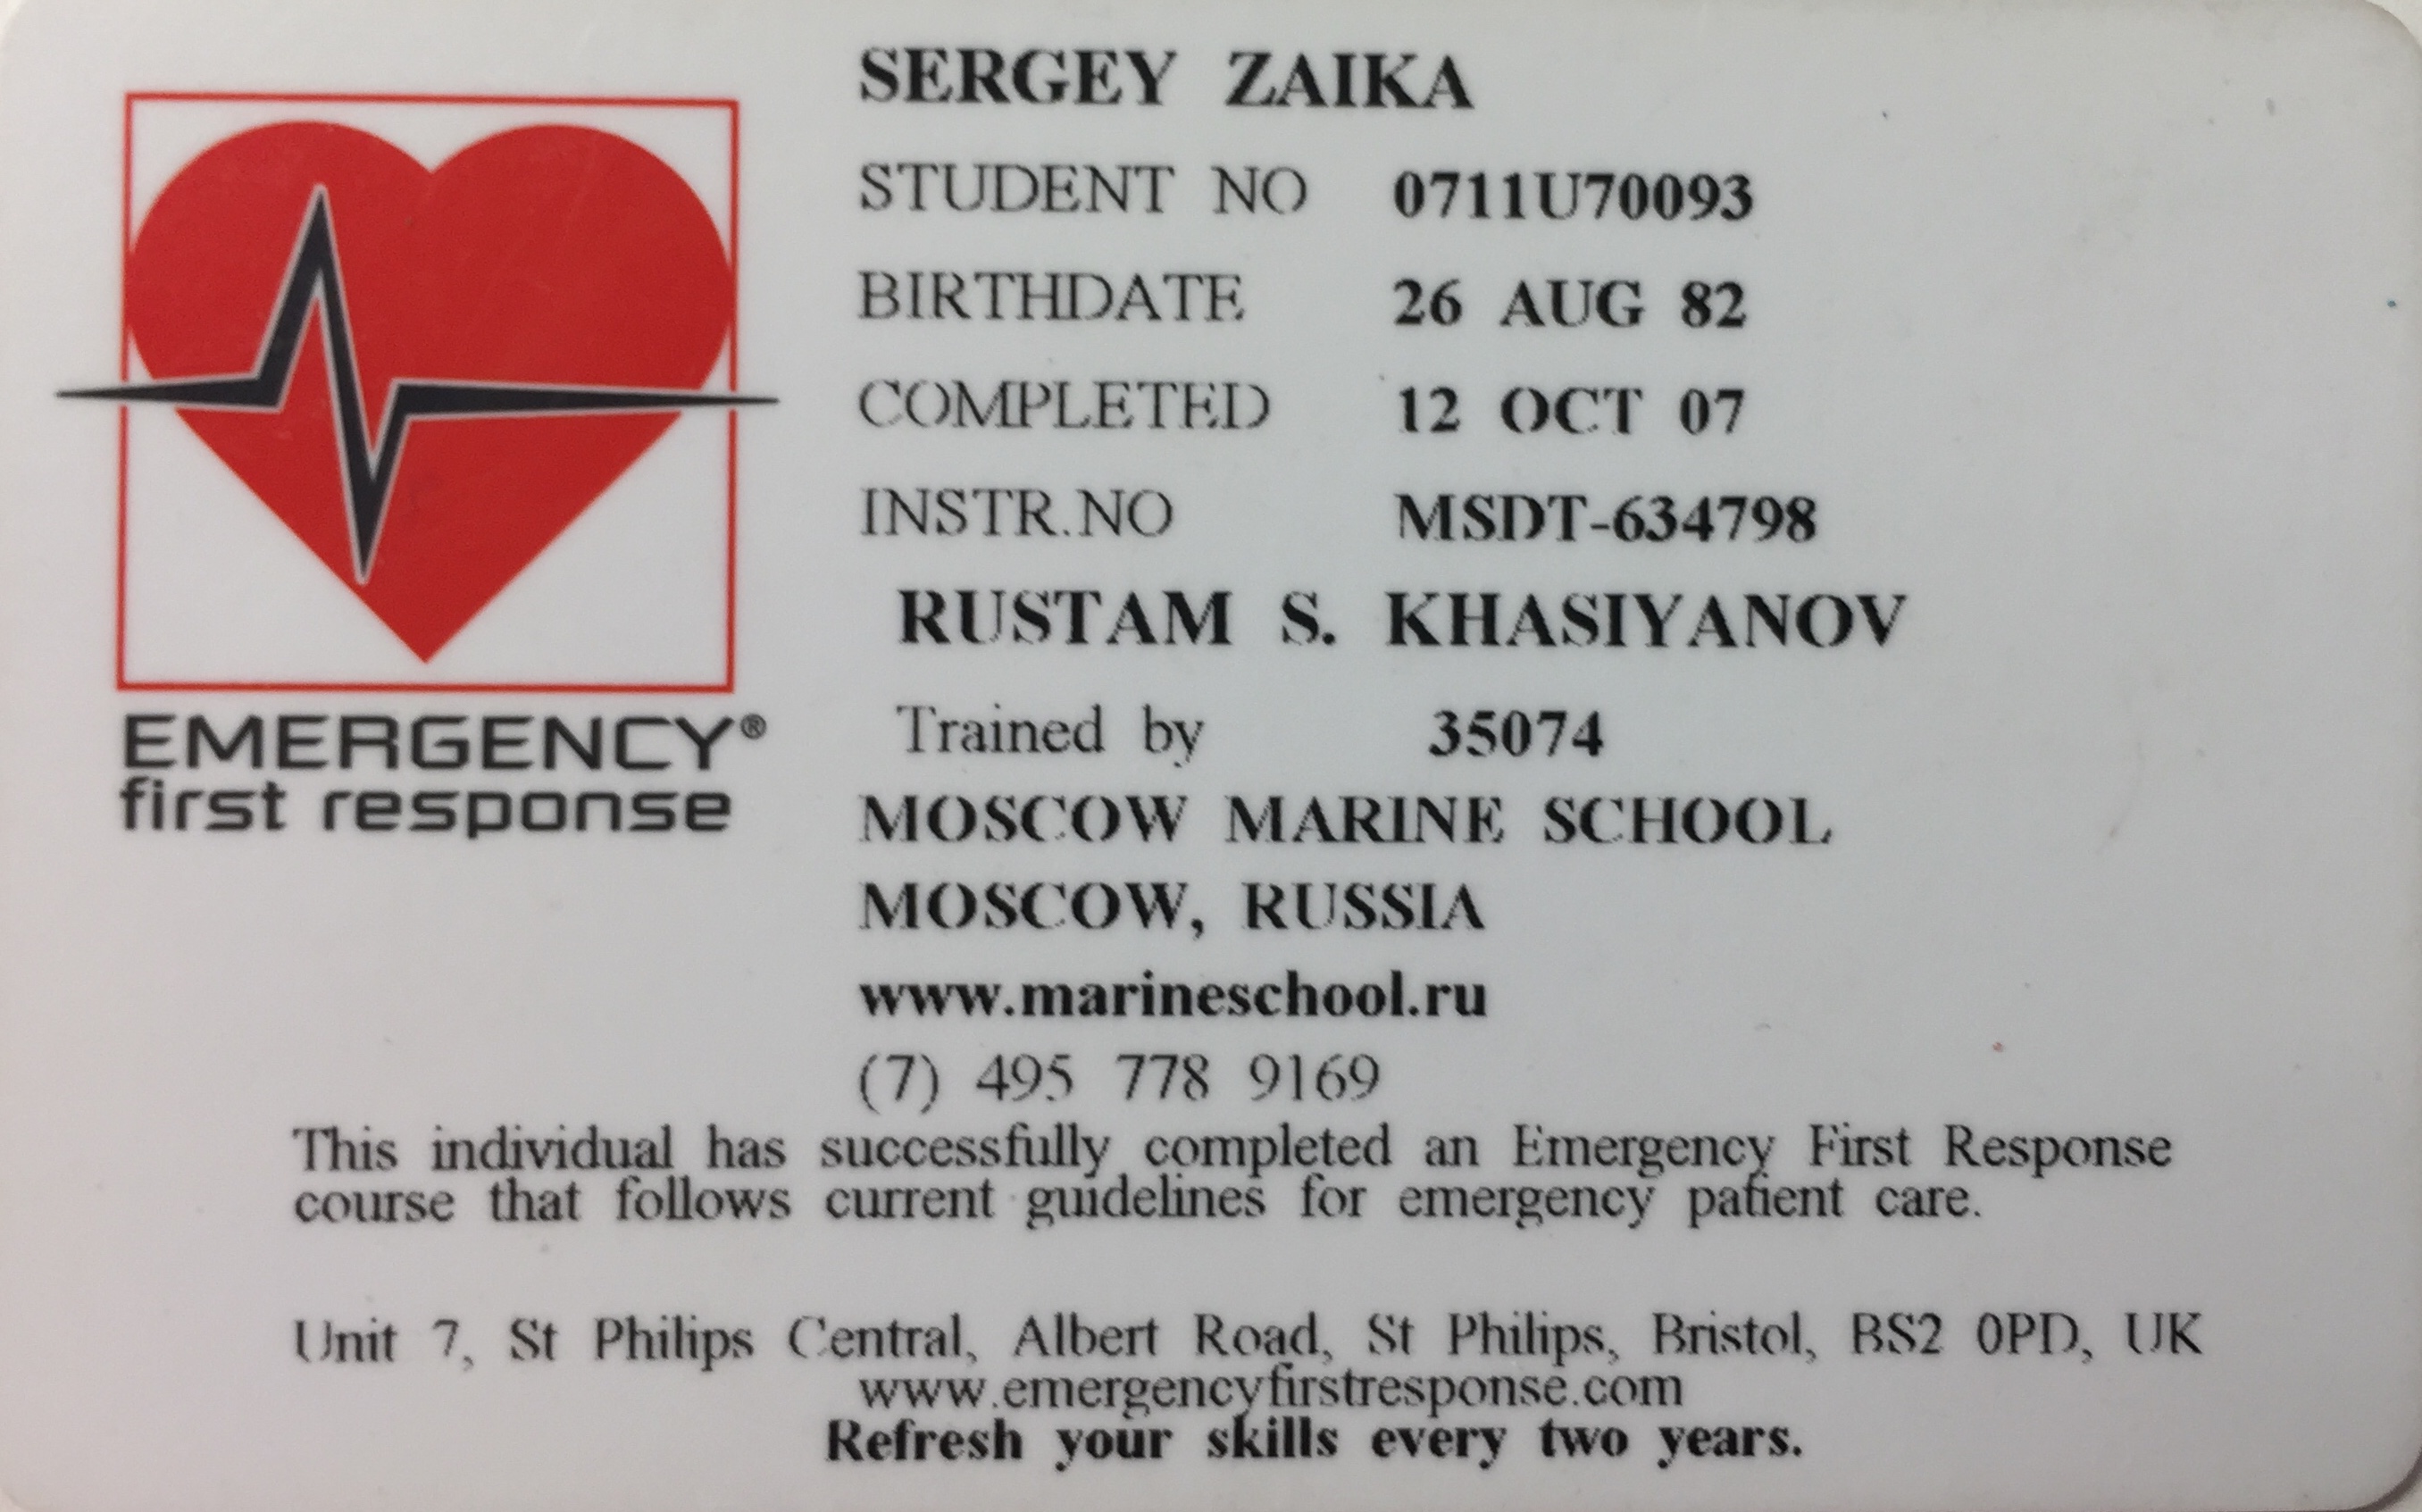 SERGEY ZAIKA
STUDENT NO 0711U70093
BIRTHDATE 26 AUG 82
COMPLETED 12 OCT 07
INSTR.NO MSDT-634798
RUSTAM S. KHASIYANOV
Trained by 35074
MOSCOW MARINE SCHOOL
MOSCOW, RUSSIA
www.marineschool.ru
(7) 495 778 9169
EMERGENCY®
first response
This individual has successfully completed an Emergency First Response
course that follows current guidelines for emergency patient care.
Unit 7, St Philips Central, Albert Road, St Philips, Bristol, BS2 0PD, UK
www.emergencyfirstresponse.com
Refresh your skills every two years.